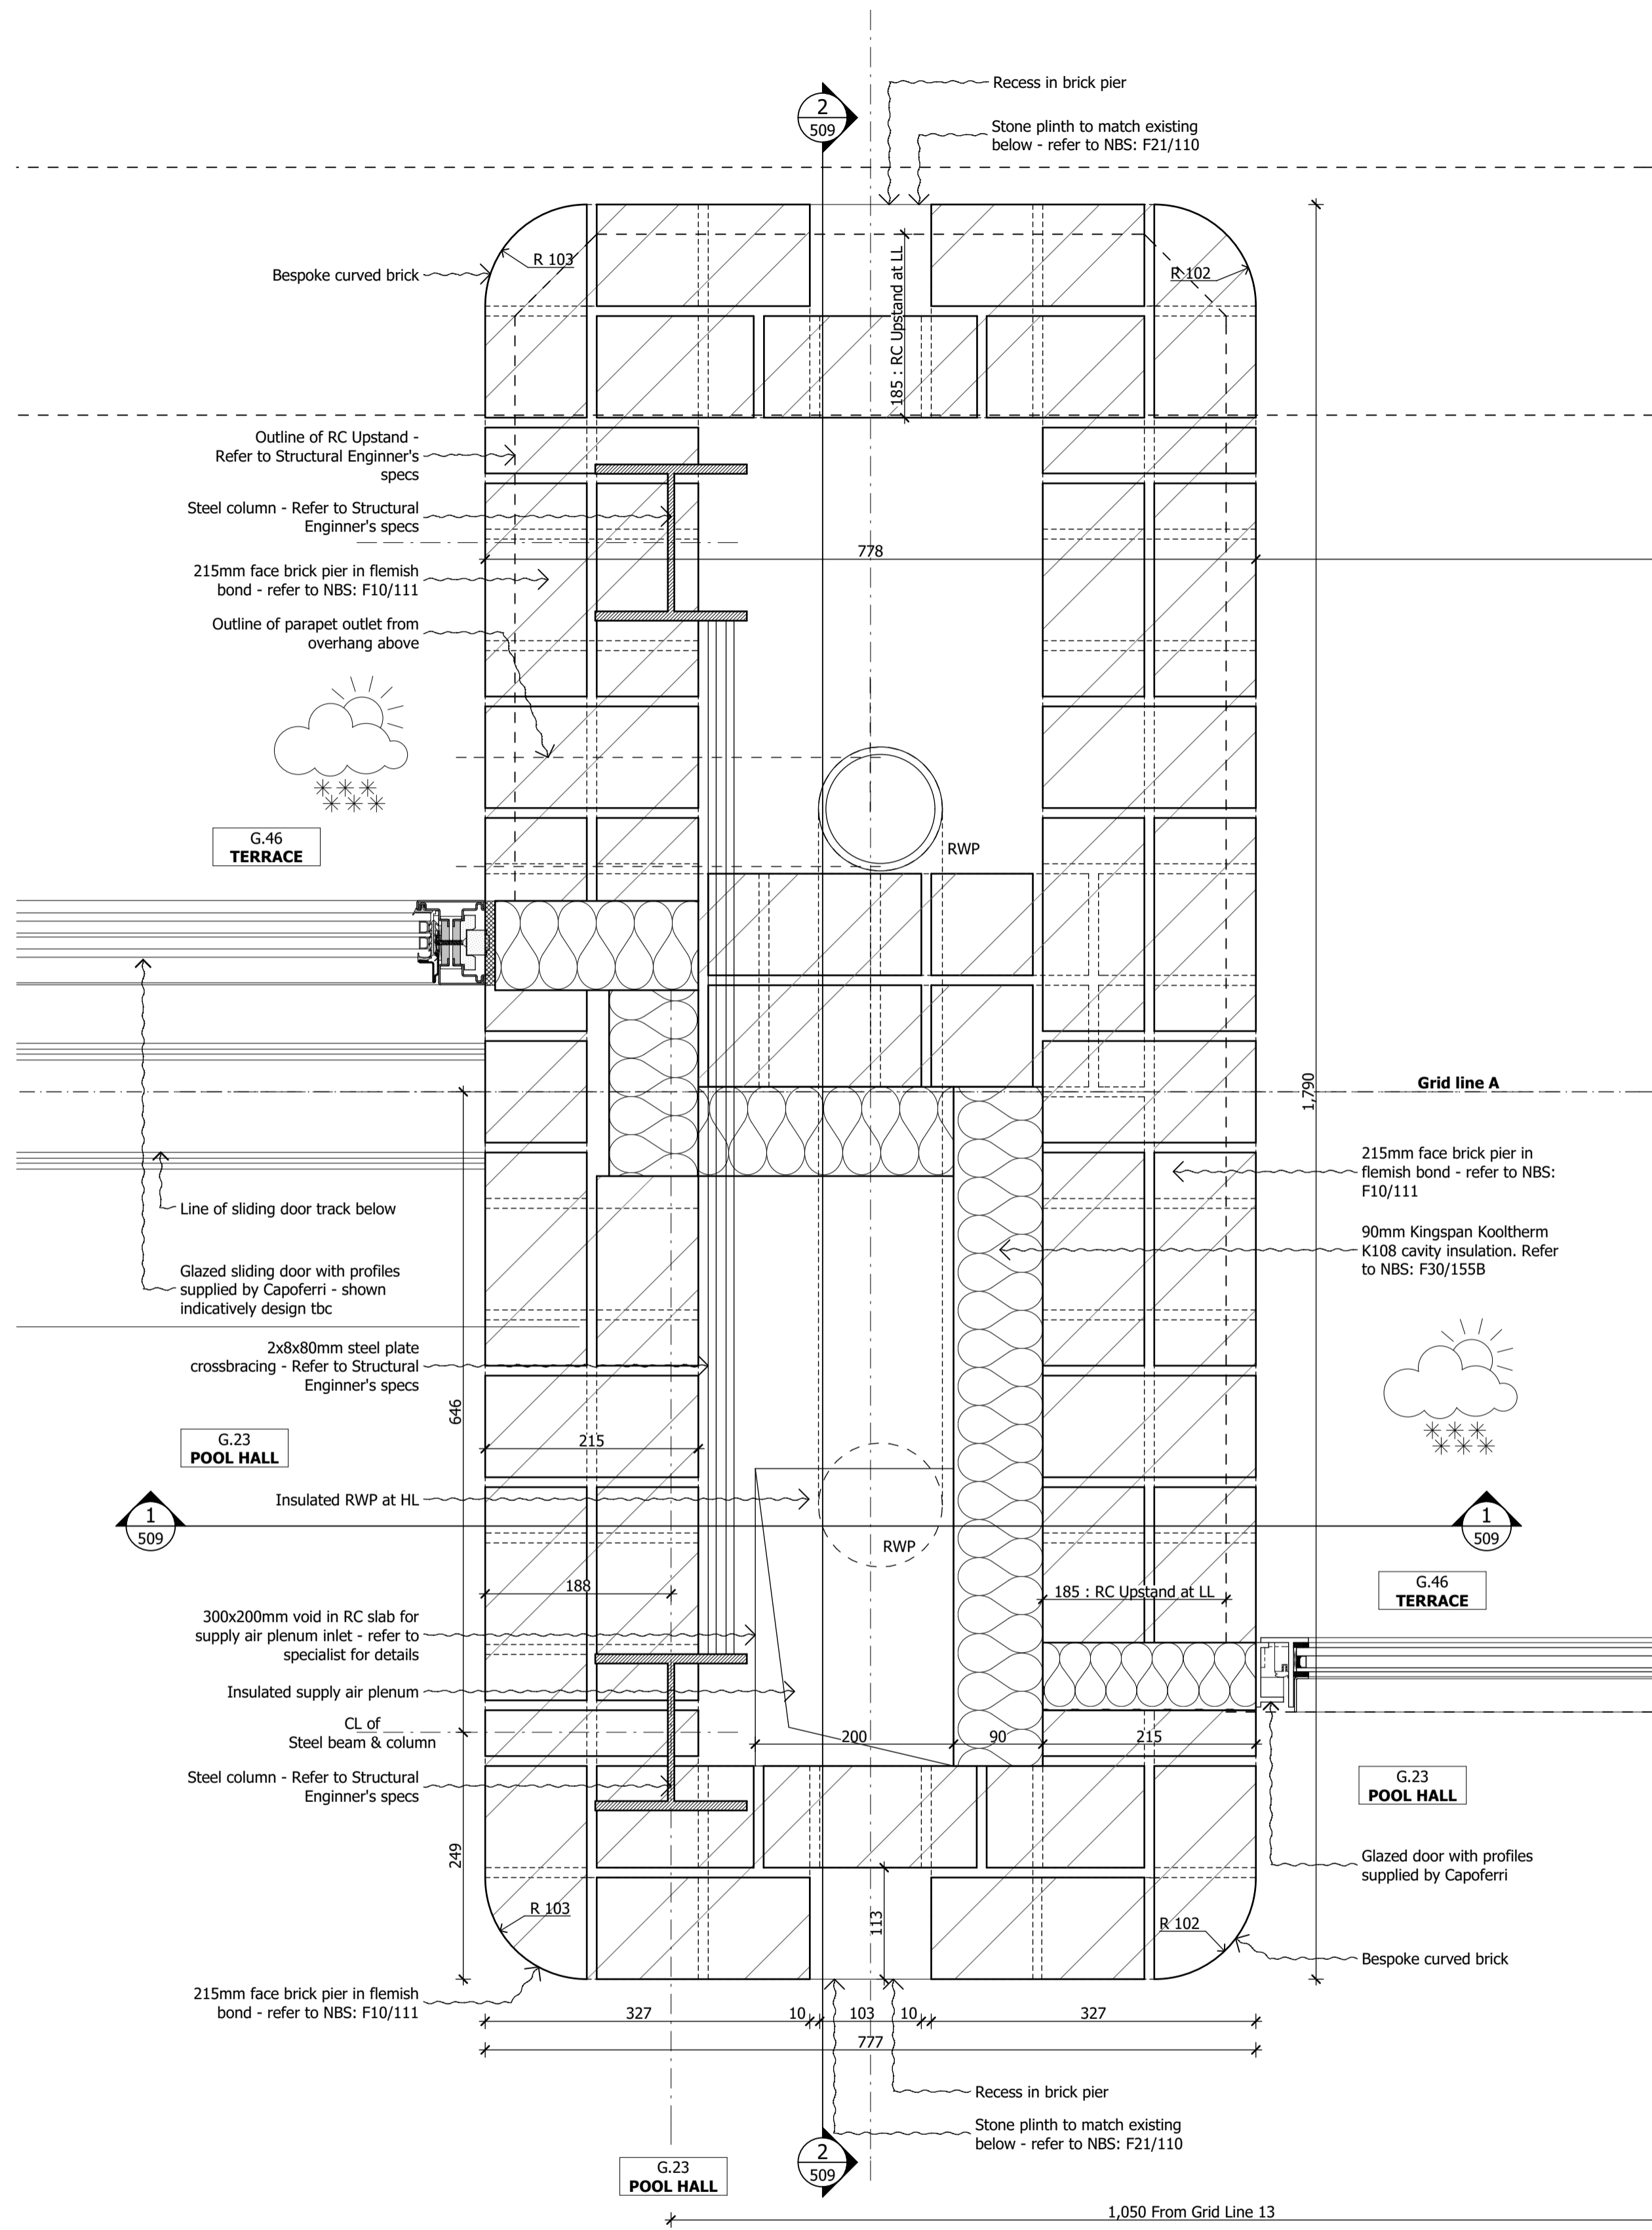 Recess in brick pier
2
509
Stone plinth to match existing
below - refer to NBS: F21/110
R 103
R 102
Bespoke curved brick
185 : RC Upstand at LL
Outline of RC Upstand -
Refer to Structural Enginner's
specs
Steel column - Refer to Structural
Enginner's specs
778
215mm face brick pier in flemish
bond - refer to NBS: F10/111
Outline of parapet outlet from
overhang above
G.46
TERRACE
RWP
1,790
Grid line A
215mm face brick pier in
flemish bond - refer to NBS:
F10/111
Line of sliding door track below
90mm Kingspan Kooltherm
K108 cavity insulation. Refer
to NBS: F30/155B
Glazed sliding door with profiles
supplied by Capoferri - shown
indicatively design tbc
2x8x80mm steel plate
crossbracing - Refer to Structural
Enginner's specs
646
G.23
POOL HALL
215
Insulated RWP at HL
1
509
1
509
RWP
188
185 : RC Upstand at LL
G.46
TERRACE
300x200mm void in RC slab for
supply air plenum inlet - refer to
specialist for details
Insulated supply air plenum
CL of
Steel beam & column
200
90
215
Steel column - Refer to Structural
Enginner's specs
G.23
POOL HALL
249
Glazed door with profiles
supplied by Capoferri
R 103
113
R 102
Bespoke curved brick
215mm face brick pier in flemish
bond - refer to NBS: F10/111
327
10
103
10
327
777
Recess in brick pier
Stone plinth to match existing
below - refer to NBS: F21/110
G.23
POOL HALL
2
509
1,050 From Grid Line 13